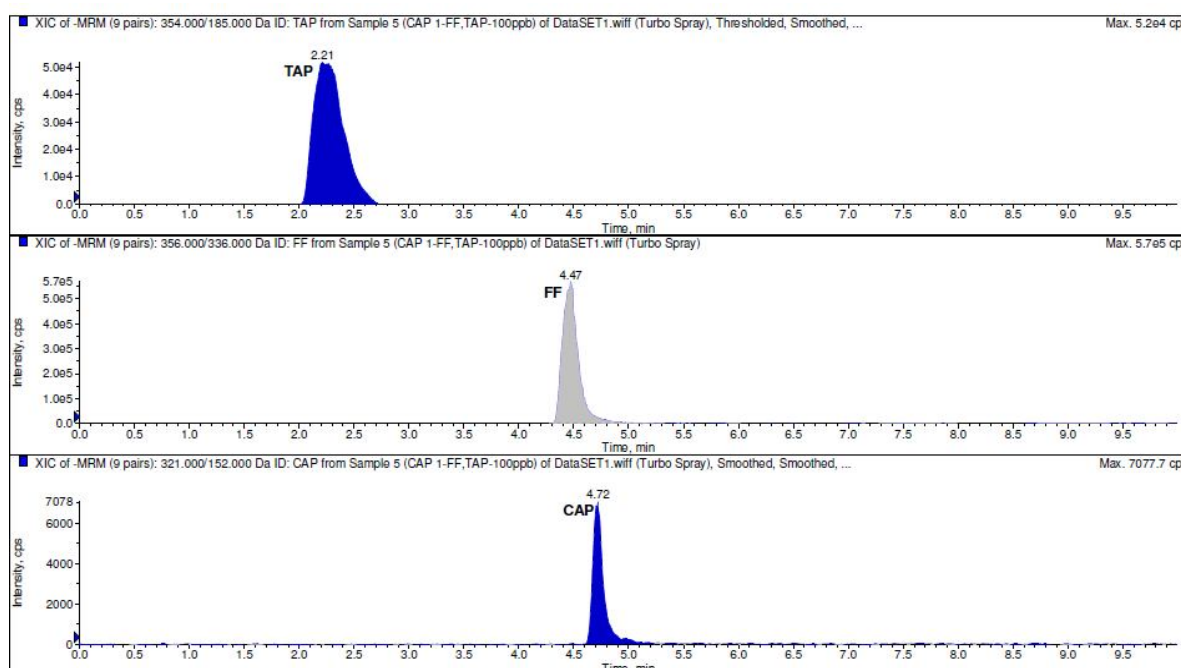 XIC of -MRM (9 pairs): 354.000/185.000 Da ID: TAP from Sample 5 (CAP 1-FF,TAP-100ppb) of DataSET1.wiff (Turbo Spray), Thresholded, Smoothed, ... Max. 5.2e4 cp
2.21
TAP
5.0e4
4.0e4
3.0e4
2.0e4
1.0e4
0.0
Intensity, cps
0.0 0.5 1.0 1.5 2.0 2.5 3.0 3.5 4.0 4.5 5.0 5.5 6.0 6.5 7.0 7.5 8.0 8.5 9.0 9.5
Time, min
XIC of -MRM (9 pairs): 356.000/336.000 Da ID: FF from Sample 5 (CAP 1-FF,TAP-100ppb) of DataSET1.wiff (Turbo Spray) Max. 5.7e5 cp
4.47
FF
5.7e5
5.0e5
4.0e5
3.0e5
2.0e5
1.0e5
0.0
Intensity, cps
0.0 0.5 1.0 1.5 2.0 2.5 3.0 3.5 4.0 4.5 5.0 5.5 6.0 6.5 7.0 7.5 8.0 8.5 9.0 9.5
Time, min
XIC of -MRM (9 pairs): 321.000/152.000 Da ID: CAP from Sample 5 (CAP 1-FF,TAP-100ppb) of DataSET1.wiff (Turbo Spray), Smoothed, Smoothed, ... Max. 7077.7 cp
4.72
CAP
7078
6000
4000
2000
0
Intensity, cps
0.0 0.5 1.0 1.5 2.0 2.5 3.0 3.5 4.0 4.5 5.0 5.5 6.0 6.5 7.0 7.5 8.0 8.5 9.0 9.5
Time, min